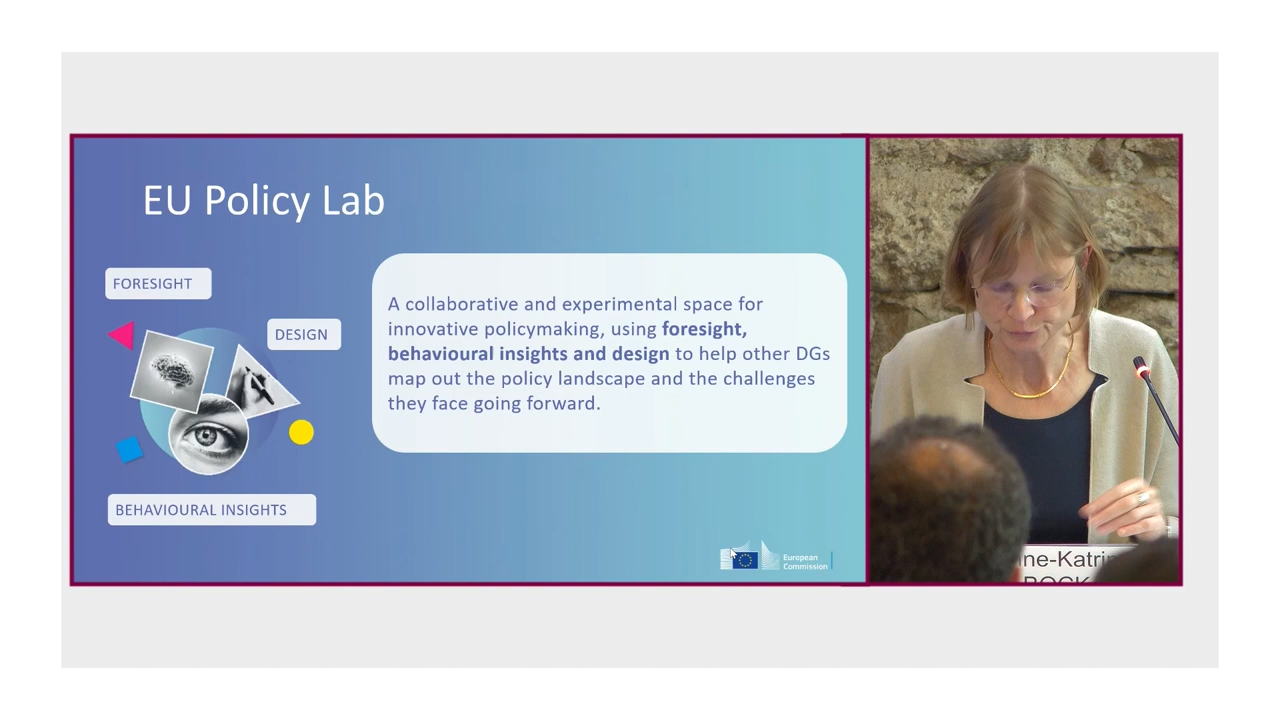 EU Policy Lab
FORESIGHT
DESIGN
BEHAVIOURAL INSIGHTS
A collaborative and experimental space for
innovative policymaking, using foresight,
behavioural insights and design to help other DGs
map out the policy landscape and the challenges
they face going forward.
European
Commission